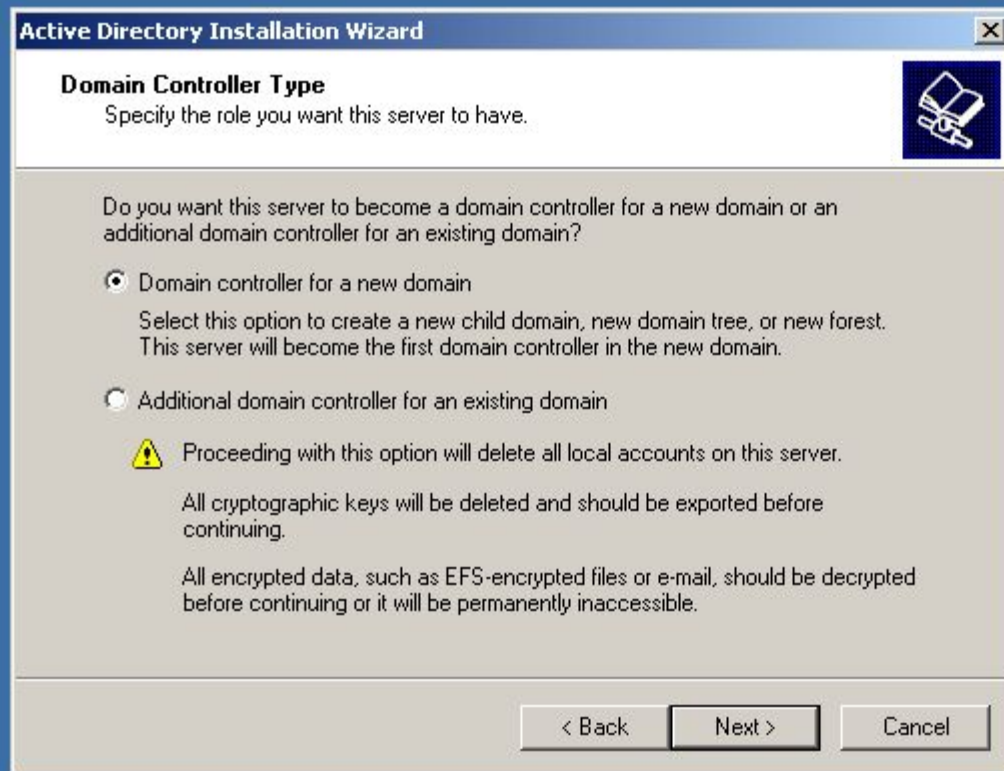 Active Directory Installation Wizard
Domain Controller Type
Specify the role you want this server to have.
Do you want this server to become a domain controller for a new domain or an
additional domain controller for an existing domain?
Domain controller for a new domain
Select this option to create a new child domain, new domain tree, or new forest.
This server will become the first domain controller in the new domain.
Additional domain controller for an existing domain
Proceeding with this option will delete all local accounts on this server.
All cryptographic keys will be deleted and should be exported before
continuing.
All encrypted data, such as EFS-encrypted files or e-mail, should be decrypted
before continuing or it will be permanently inaccessible.
< Back Next > Cancel